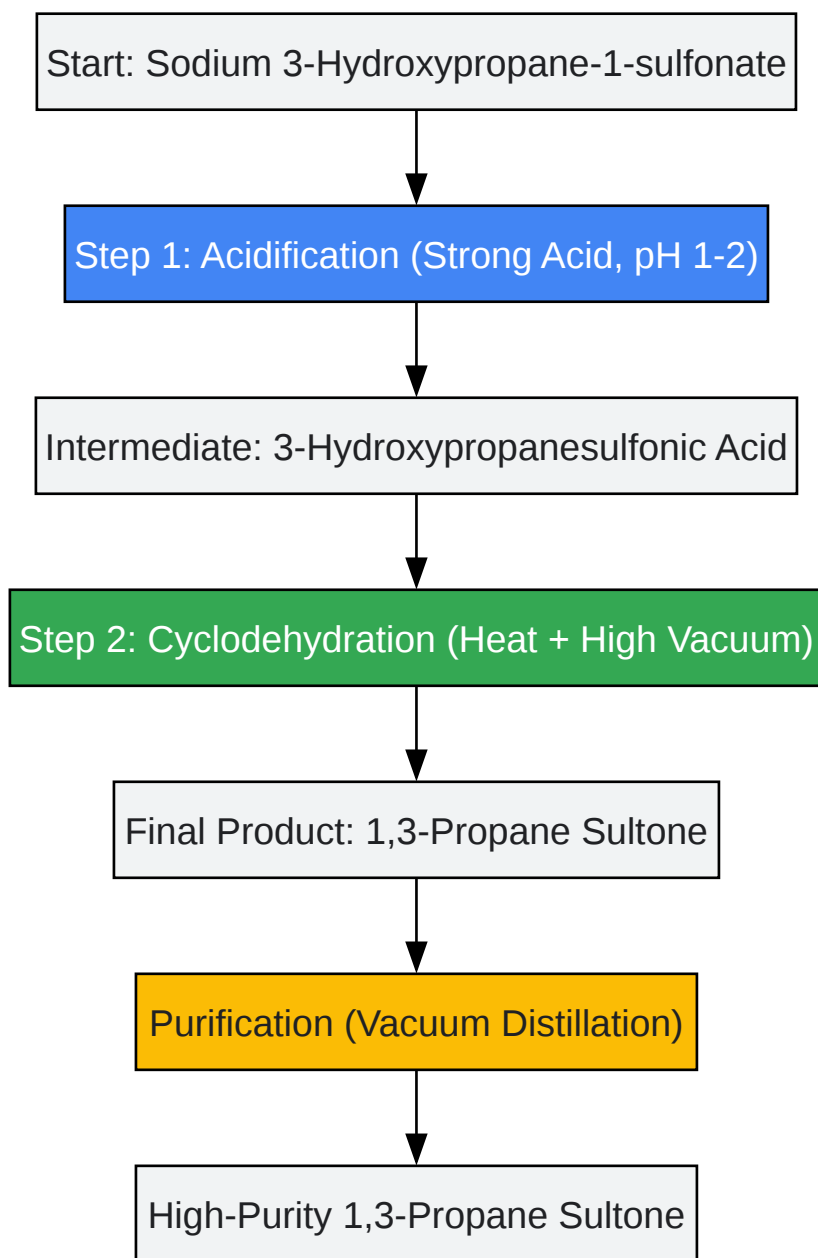 Start: Sodium 3-Hydroxypropane-1-sulfonate
Step 1: Acidification (Strong Acid, pH 1-2)
Intermediate: 3-Hydroxypropanesulfonic Acid
Step 2: Cyclodehydration (Heat + High Vacuum)
Final Product: 1,3-Propane Sultone
Purification (Vacuum Distillation)
High-Purity 1,3-Propane Sultone